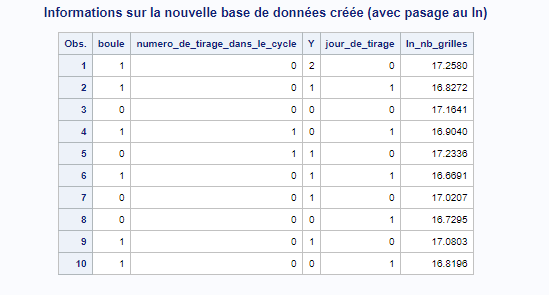 Informations sur la nouvelle base de données créée (avec pasage au ln)
Obs. boule numero_de_tirage_dans_le_cycle Y jour_de_tirage ln_nb_grilles
1 1 0 2 0 17.2580
2 1 0 1 1 16.8272
3 0 0 0 0 17.1641
4 1 1 0 1 16.9040
5 0 1 1 0 17.2336
6 1 0 1 1 16.6691
7 0 0 1 0 17.0207
8 0 0 0 1 16.7295
9 1 0 1 0 17.0803
10 1 0 0 1 16.8196